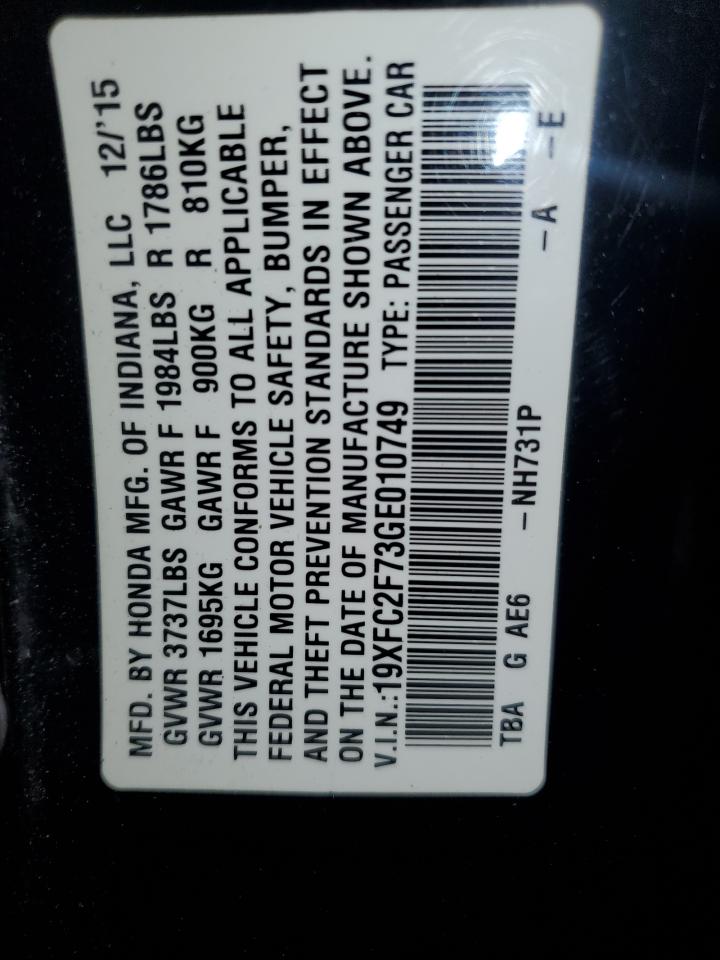 MFD. BY HONDA MFG. OF INDIANA, LLC 12/'15
GVWR 3737LBS GAWR F 1984LBS R 1786LBS
GVWR 1695KG GAWR F 900KG R 810KG
THIS VEHICLE CONFORMS TO ALL APPLICABLE
FEDERAL MOTOR VEHICLE SAFETY, BUMPER,
AND THEFT PREVENTION STANDARDS IN EFFECT
ON THE DATE OF MANUFACTURE SHOWN ABOVE.
V.I.N.:19XFC2F73GE010749 TYPE: PASSENGER CAR
TBA G AE6 -NH731P -A -E